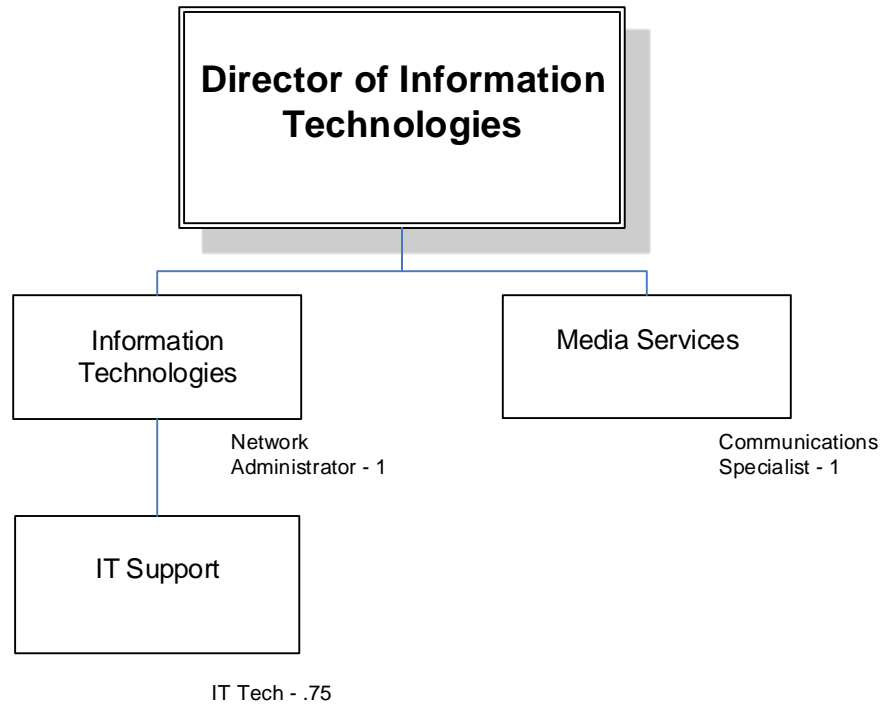 Director of Information
Technologies
Information
Technologies
Media Services
Network
Administrator - 1
Communications
Specialist - 1
IT Support
IT Tech - .75